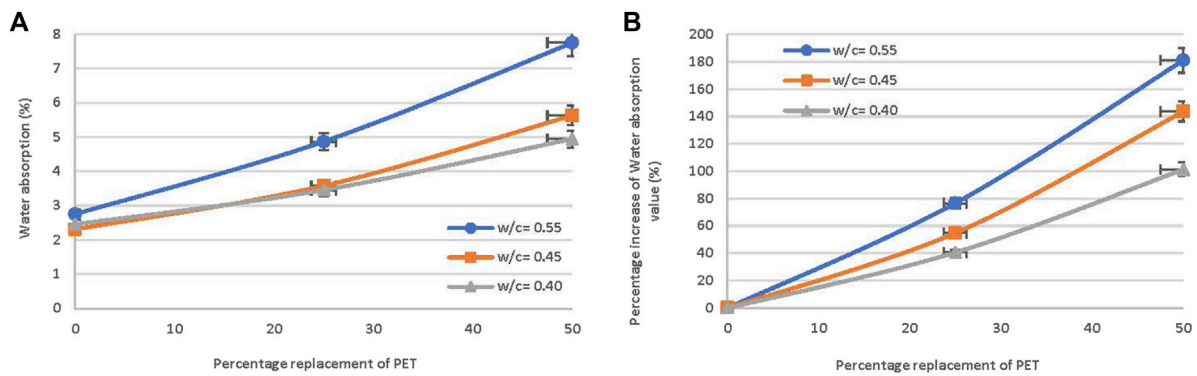 A
8
7
6
5
4
3
2
1
0
Water absorption (%)
w/c= 0.55
w/c= 0.45
w/c= 0.40
0 10 20 30 40 50
Percentage replacement of PET
B
200
180
160
140
120
100
80
60
40
20
0
Percentage increase of Water absorption
value (%)
w/c= 0.55
w/c= 0.45
w/c= 0.40
0 10 20 30 40 50
Percentage replacement of PET